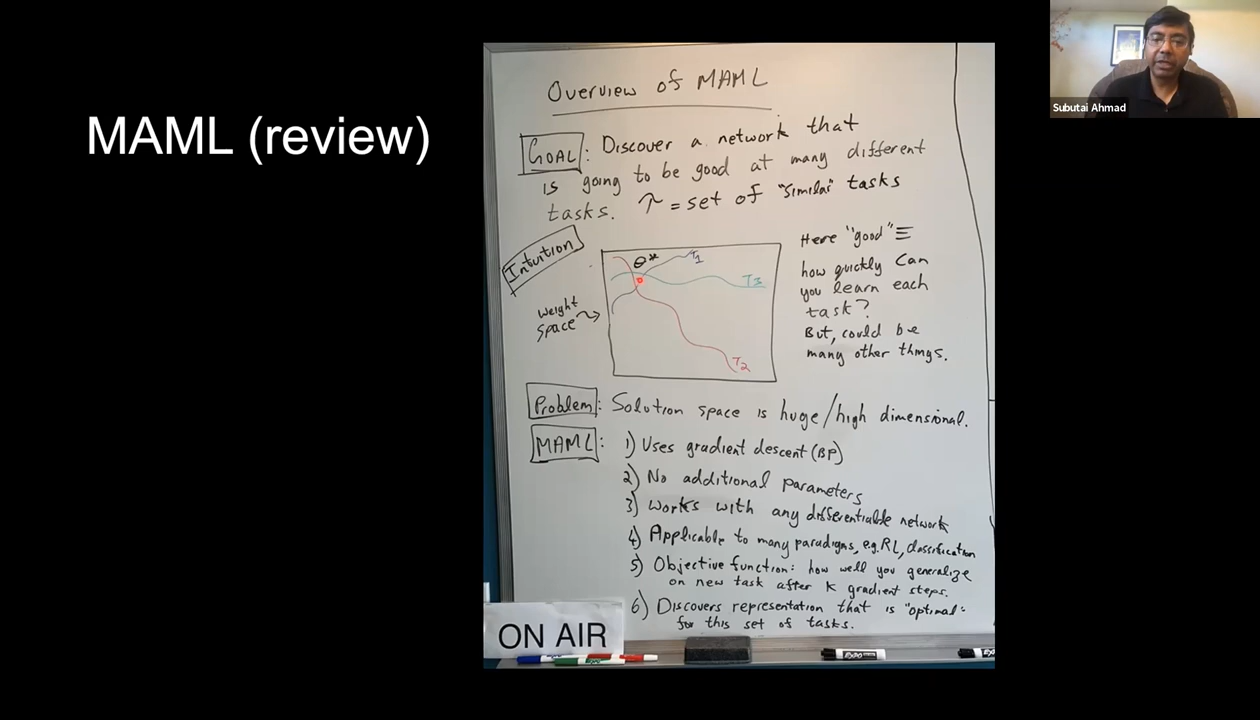 MAML (review)
Subutai Ahmad
Overview of MAML
GOAL: Discover a network that
is going to be good at many different
tasks. T = set of "similar" tasks
Intuition
weight
space
θ*
T1
T3
T2
Here "good" ≡
how quickly can
you learn each
task?
But, could be
many other things.
Problem: Solution space is huge/high dimensional.
MAML: 1) Uses gradient descent (BP)
2) No additional parameters
3) Works with any differentiable network
4) Applicable to many paradigms, e.g. RL, classification
5) Objective function: how well you generalize
on new task after K gradient steps.
6) Discovers representation that is "optimal"
for this set of tasks.
ON AIR
EXPO